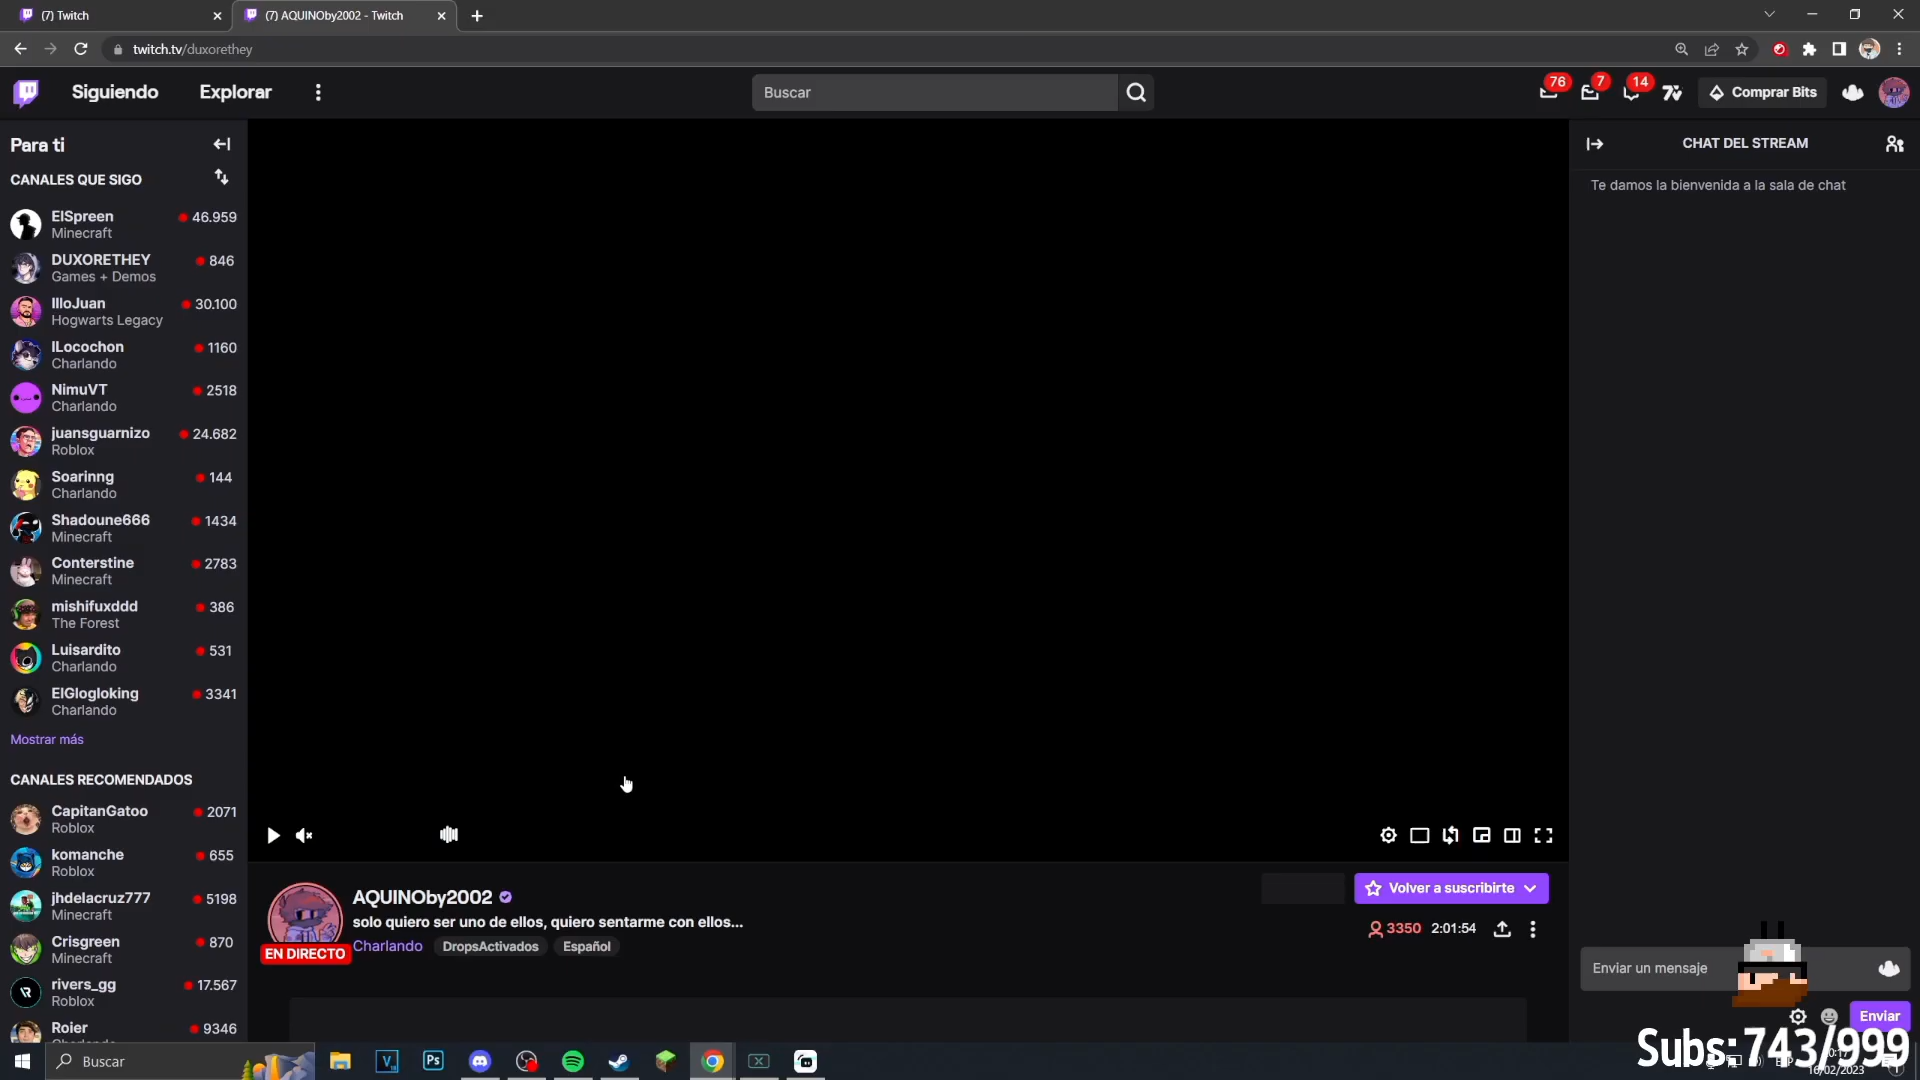 (7) Twitch
(7) AQUINOby2002 - Twitch
twitch.tv/duxorethey
Siguiendo
Explorar
Buscar
76
7
14
Comprar Bits
Para ti
CANALES QUE SIGO
ElSpreen
46.959
Minecraft
DUXORETHEY
846
Games + Demos
IlloJuan
30.100
Hogwarts Legacy
ILocochon
1160
Charlando
NimuVT
2518
Charlando
juansguarnizo
24.682
Roblox
Soarinng
144
Charlando
Shadoune666
1434
Minecraft
Conterstine
2783
Minecraft
mishifuxddd
386
The Forest
Luisardito
531
Charlando
ElGlogloking
3341
Charlando
Mostrar más
CANALES RECOMENDADOS
CapitanGatoo
2071
Roblox
komanche
655
Roblox
jhdelacruz777
5198
Minecraft
Crisgreen
870
Minecraft
rivers_gg
17.567
Roblox
Roier
9346
AQUINOby2002
solo quiero ser uno de ellos, quiero sentarme con ellos...
Charlando
DropsActivados
Español
EN DIRECTO
Volver a suscribirte
3350
2:01:54
CHAT DEL STREAM
Te damos la bienvenida a la sala de chat
Enviar un mensaje
Enviar
Buscar
Ps
Subs: 743/999
16/02/2023